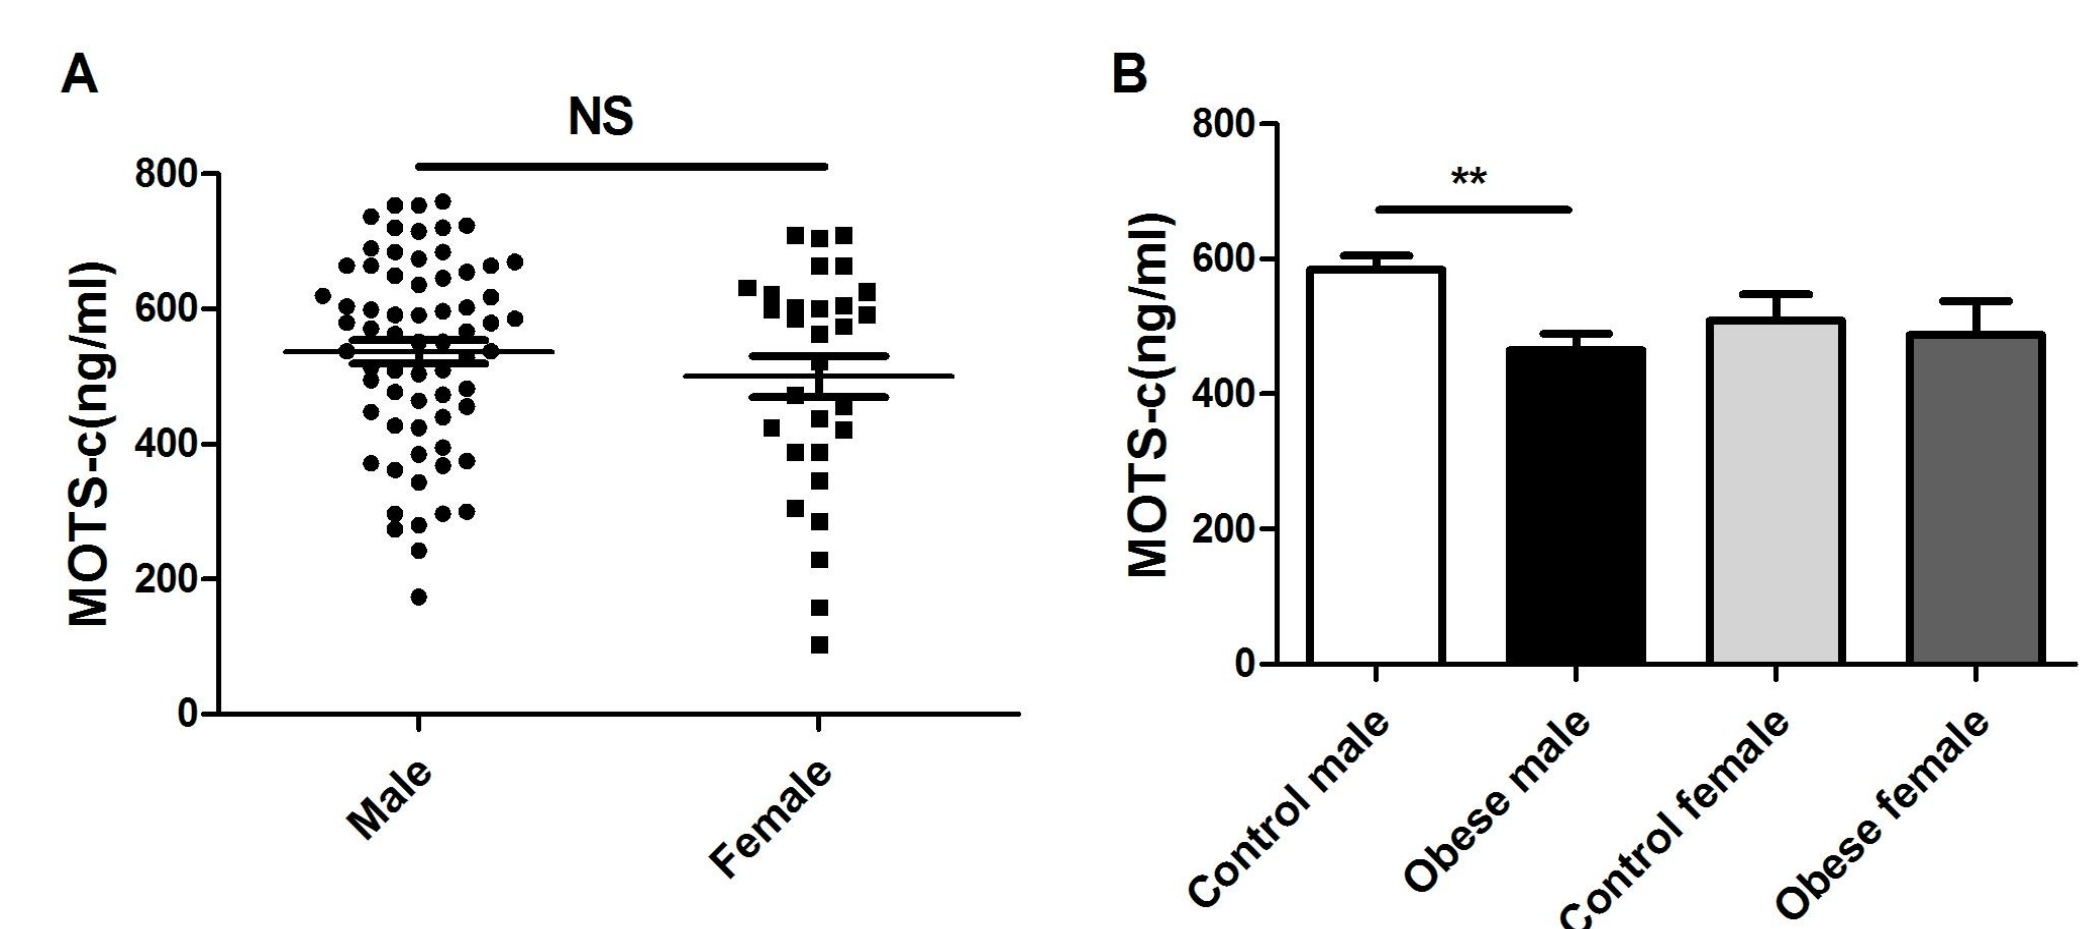 A
NS
800
600
400
200
0
MOTS-c(ng/ml)
Male
Female
B
**
800
600
400
200
0
MOTS-c(ng/ml)
Control male
Obese male
Control female
Obese female